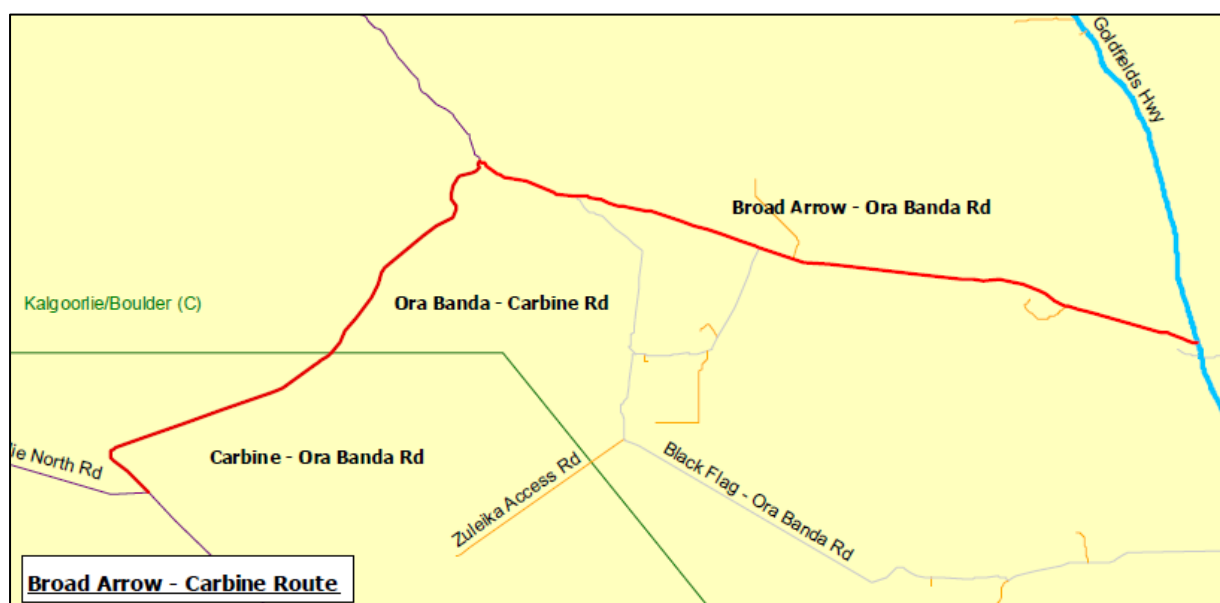 Goldfields Hwy
Broad Arrow - Ora Banda Rd
Kalgoorlie/Boulder (C)
Ora Banda - Carbine Rd
ie North Rd
Carbine - Ora Banda Rd
Zuleika Access Rd
Black Flag - Ora Banda Rd
Broad Arrow - Carbine Route